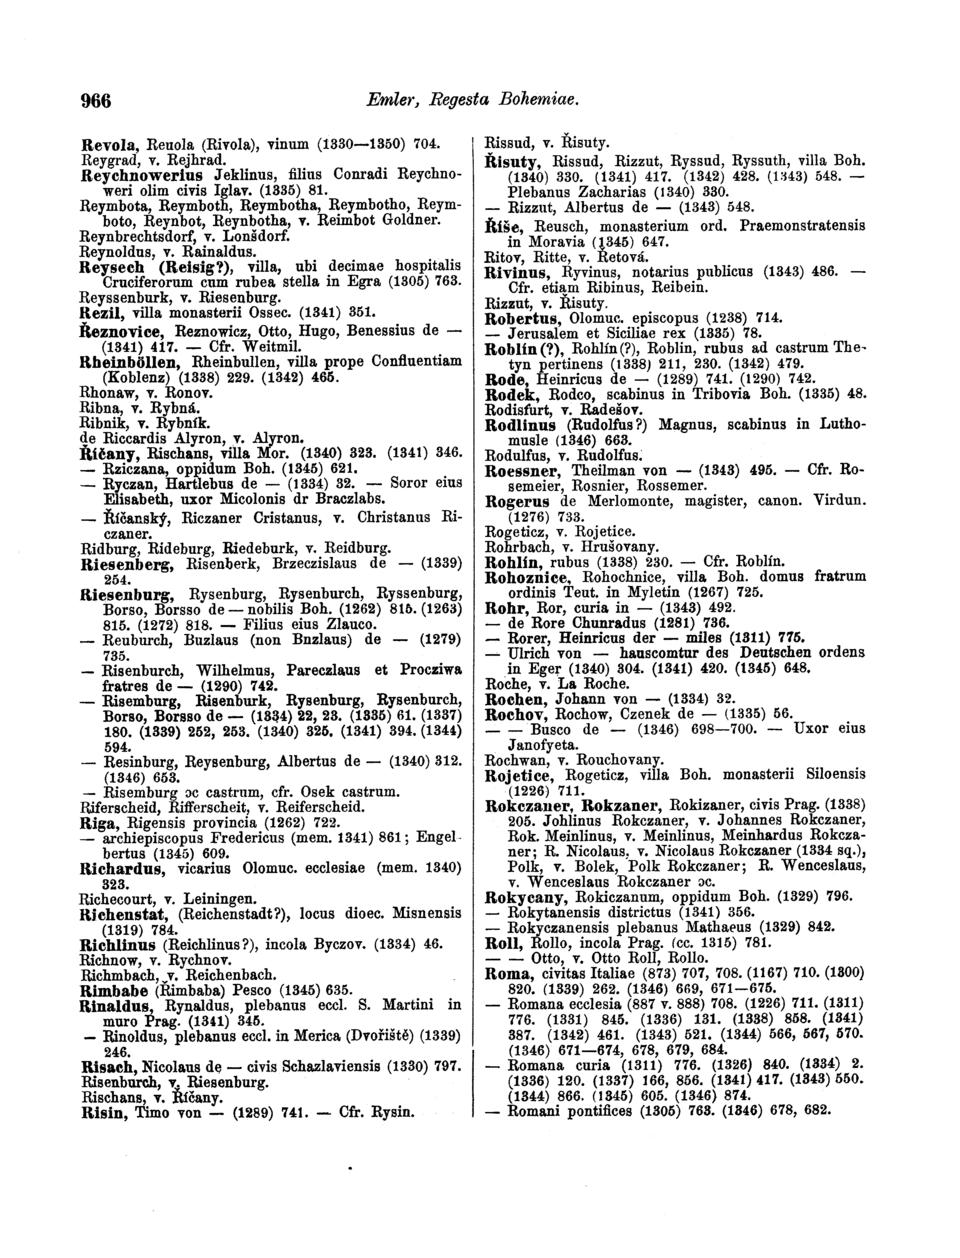 966
Emler, Regesta Bohemiae.
Revola, Reuola (Rivola), vinum (1330—1350) 704.
Reygrad, v. Rejhrad.
Reychnowerius Jeklinus, filius Conradi Reychno-
weri olim civis Iglav. (1335) 81.
Reymbota, Reymboth, Reymbotha, Reymbotho, Reym-
boto, Reynbot, Reynbotha, v. Reimbot Goldner.
Reynbrechtsdorf, v. Lonšdorf.
Reynoldus, v. Rainaldus.
Reysech (Reisig?), villa, ubi decimae hospitalis
Cruciferorum cum rubea stella in Egra (1305) 763.
Reyssenburk, v. Riesenburg.
Rezil, villa monasterii Ossec. (1341) 351.
Řeznovice, Reznowicz, Otto, Hugo, Benessius de —
(1341) 417. — Cfr. Weitmil.
Rheinböllen, Rheinbullen, villa prope Confluentiam
(Koblenz) (1338) 229. (1342) 465.
Rhonaw, v. Ronov.
Ribna, v. Rybná.
Ribnik, v. Rybník.
de Riccardis Alyron, v. Alyron.
Říčany, Rischans, villa Mor. (1340) 323. (1341) 346.
— Rziczana, oppidum Boh. (1345) 621.
— Ryczan, Hartlebus de — (1334) 32. — Soror eius
Elisabeth, uxor Micolonis dr Braczlabs.
— Říčanský, Riczaner Cristanus, v. Christanus Ri-
czaner.
Ridburg, Rideburg, Riedeburk, v. Reidburg.
Riesenberg, Risenberk, Brzeczislaus de — (1339)
254.
Riesenburg, Rysenburg, Rysenburch, Ryssenburg,
Borso, Borsso de — nobilis Boh. (1262) 815. (1263)
815. (1272) 818. — Filius eius Zlauco.
— Reuburch, Buzlaus (non Bnzlaus) de — (1279)
735.
— Risenburch, Wilhelmus, Pareczlaus et Procziwa
fratres de — (1290) 742.
— Risemburg, Risenburk, Rysenburg, Rysenburch,
Borso, Borsso de — (1334) 22, 23. (1335) 61. (1337)
180. (1339) 252, 253. (1340) 325. (1341) 394. (1344)
594.
— Resinburg, Reysenburg, Albertus de — (1340) 312.
(1346) 653.
— Risemburg ɔc castrum, cfr. Osek castrum.
Riferscheid, Rifferscheit, v. Reiferscheid.
Riga, Rigensis provincia (1262) 722.
— archiepiscopus Fredericus (mem. 1341) 861; Engel-
bertus (1345) 609.
Richardus, vicarius Olomuc. ecclesiae (mem. 1340)
323.
Richecourt, v. Leiningen.
Richenstat, (Reichenstadt?), locus dioec. Misnensis
(1319) 784.
Richlinus (Reichlinus?), incola Byczov. (1334) 46.
Richnow, v. Rychnov.
Richmbach, v. Reichenbach.
Rimbabe (Rimbaba) Pesco (1345) 635.
Rinaldus, Rynaldus, plebanus eccl. S. Martini in
muro Prag. (1341) 345.
— Rinoldus, plebanus eccl. in Merica (Dvořiště) (1339)
246.
Risach, Nicolaus de — civis Schazlaviensis (1330) 797.
Risenburch, v. Riesenburg.
Rischans, v. Říčany.
Risin, Timo von — (1289) 741. — Cfr. Rysin.
Rissud, v. Řisuty.
Řisuty, Rissud, Rizzut, Ryssud, Ryssuth, villa Boh.
(1340) 330. (1341) 417. (1342) 428. (1343) 548. —
Plebanus Zacharias (1340) 330.
— Rizzut, Albertus de — (1343) 548.
Říše, Reusch, monasterium ord. Praemonstratensis
in Moravia (1345) 647.
Ritov, Ritte, v. Řetová.
Rivinus, Ryvinus, notarius publicus (1343) 486. —
Cfr. etiam Ribinus, Reibein.
Rizzut, v. Řisuty.
Robertus, Olomuc. episcopus (1238) 714.
— Jerusalem et Siciliae rex (1335) 78.
Roblín (?), Rohlín(?), Roblin, rubus ad castrum The-
tyn pertinens (1338) 211, 230. (1342) 479.
Rode, Heinricus de — (1289) 741. (1290) 742.
Rodek, Rodco, scabinus in Tribovia Boh. (1335) 48.
Rodisfurt, v. Radešov.
Rodlinus (Rudolfus?) Magnus, scabinus in Lutho-
musle (1346) 663.
Rodulfus, v. Rudolfus.
Roessner, Theilman von — (1343) 495. — Cfr. Ro-
semeier, Rosnier, Rossemer.
Rogerus de Merlomonte, magister, canon. Virdun.
(1276) 733.
Rogeticz, v. Rojetice.
Rohrbach, v. Hrušovany.
Rohlín, rubus (1338) 230. — Cfr. Roblín.
Rohoznice, Rohochnice, villa Boh. domus fratrum
ordinis Teut. in Myletin (1267) 725.
Rohr, Ror, curia in — (1343) 492.
— de Rore Chunradus (1281) 736.
— Rorer, Heinricus der — miles (1311) 775.
— Ulrich von — hauscomtur des Deutschen ordens
in Eger (1340) 304. (1341) 420. (1345) 648.
Roche, v. La Roche.
Rochen, Johann von — (1334) 32.
Rochov, Rochow, Czenek de — (1335) 56.
— — Busco de — (1346) 698—700. — Uxor eius
Janofyeta.
Rochwan, v. Rouchovany.
Rojetice, Rogeticz, villa Boh. monasterii Siloensis
(1226) 711.
Rokczaner, Rokzaner, Rokizaner, civis Prag. (1338)
205. Johlinus Rokczaner, v. Johannes Rokczaner,
Rok. Meinlinus, v. Meinlinus, Meinhardus Rokcza-
ner; R. Nicolaus, v. Nicolaus Rokczaner (1334 sq.),
Polk, v. Bolek, Polk Rokczaner; R. Wenceslaus,
v. Wenceslaus Rokczaner ɔc.
Rokycany, Rokiczanum, oppidum Boh. (1329) 796.
— Rokytanensis districtus (1341) 356.
— Rokyczanensis plebanus Mathaeus (1329) 842.
Roll, Rollo, incola Prag. (cc. 1315) 781.
— — Otto, v. Otto Roll, Rollo.
Roma, civitas Italiae (873) 707, 708. (1167) 710. (1300)
820. (1339) 262. (1346) 669, 671—675.
— Romana ecclesia (887 v. 888) 708. (1226) 711. (1311)
776. (1331) 845. (1336) 131. (1338) 858. (1341)
387. (1342) 461. (1343) 521. (1344) 566, 567, 570.
(1346) 671—674, 678, 679, 684.
— Romana curia (1311) 776. (1326) 840. (1334) 2.
(1336) 120. (1337) 166, 856. (1341) 417. (1343) 550.
(1344) 866. (1345) 605. (1346) 874.
— Romani pontifices (1305) 763. (1346) 678, 682.